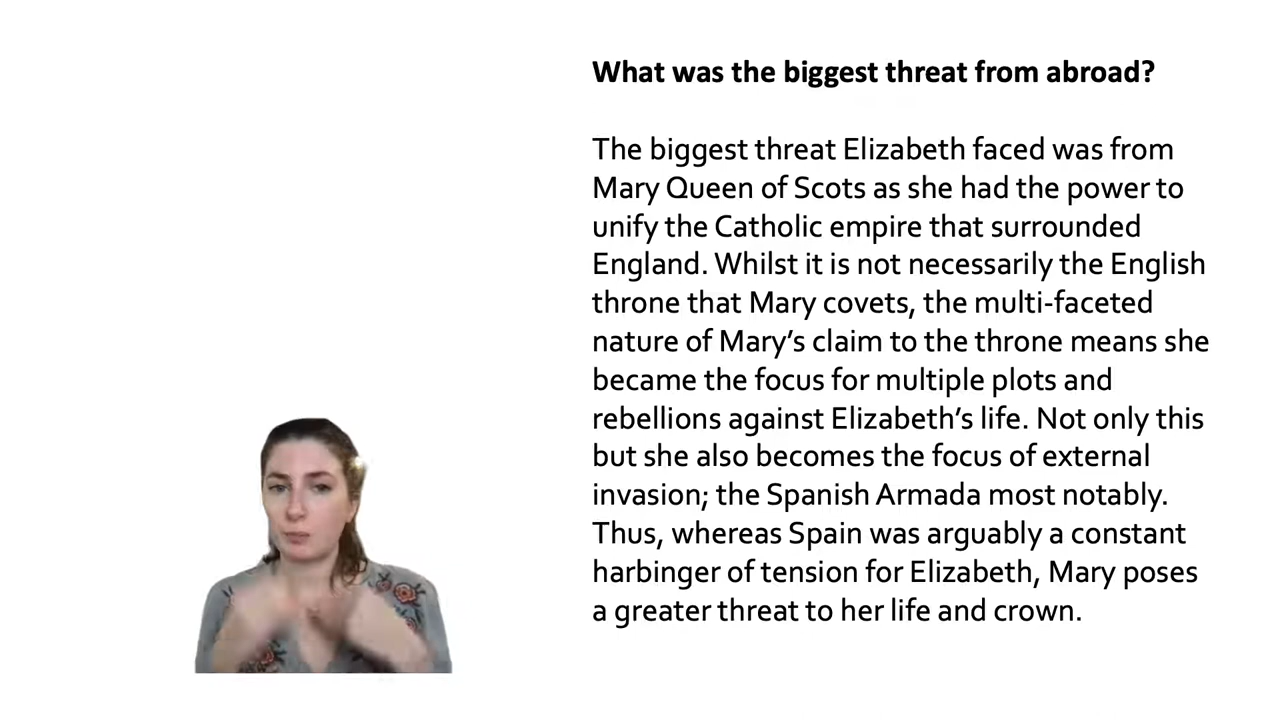 What was the biggest threat from abroad?
The biggest threat Elizabeth faced was from
Mary Queen of Scots as she had the power to
unify the Catholic empire that surrounded
England. Whilst it is not necessarily the English
throne that Mary covets, the multi-faceted
nature of Mary’s claim to the throne means she
became the focus for multiple plots and
rebellions against Elizabeth’s life. Not only this
but she also becomes the focus of external
invasion; the Spanish Armada most notably.
Thus, whereas Spain was arguably a constant
harbinger of tension for Elizabeth, Mary poses
a greater threat to her life and crown.